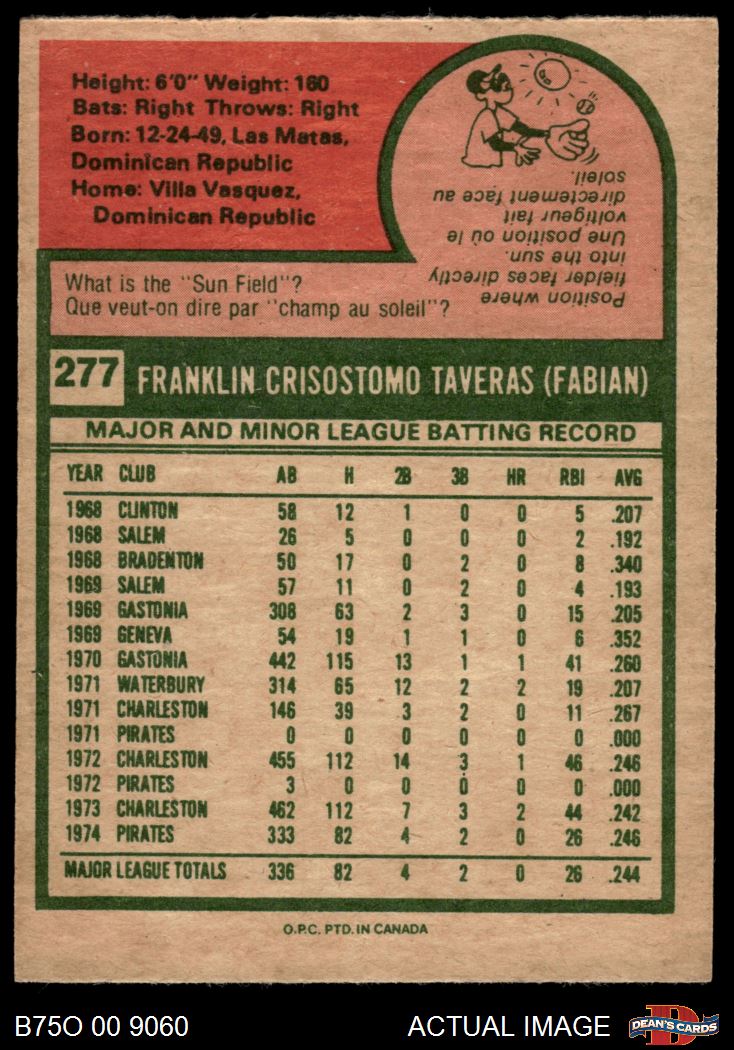 Height: 6'0" Weight: 160
Bats: Right Throws: Right
Born: 12-24-49, Las Matas,
Dominican Republic
Home: Villa Vasquez,
Dominican Republic
Position where
fielder faces directly
into the sun.
Une position où le
voltigeur fait
directement face au
soleil.
What is the "Sun Field"?
Que veut-on dire par "champ au soleil"?
277 FRANKLIN CRISOSTOMO TAVERAS (FABIAN)
MAJOR AND MINOR LEAGUE BATTING RECORD
YEAR CLUB AB H 2B 3B HR RBI AVG
1968 CLINTON 58 12 1 0 0 5 .207
1968 SALEM 26 5 0 0 0 2 .192
1968 BRADENTON 50 17 0 2 0 8 .340
1969 SALEM 57 11 0 2 0 4 .193
1969 GASTONIA 308 63 2 3 0 15 .205
1969 GENEVA 54 19 1 1 0 6 .352
1970 GASTONIA 442 115 13 1 1 41 .260
1971 WATERBURY 314 65 12 2 2 19 .207
1971 CHARLESTON 146 39 3 2 0 11 .267
1971 PIRATES 0 0 0 0 0 0 .000
1972 CHARLESTON 455 112 14 3 1 46 .246
1972 PIRATES 3 0 0 0 0 0 .000
1973 CHARLESTON 462 112 7 3 2 44 .242
1974 PIRATES 333 82 4 2 0 26 .246
MAJOR LEAGUE TOTALS 336 82 4 2 0 26 .244
O.P.C. PTD. IN CANADA
B75O 00 9060 ACTUAL IMAGE DEAN'S CARDS